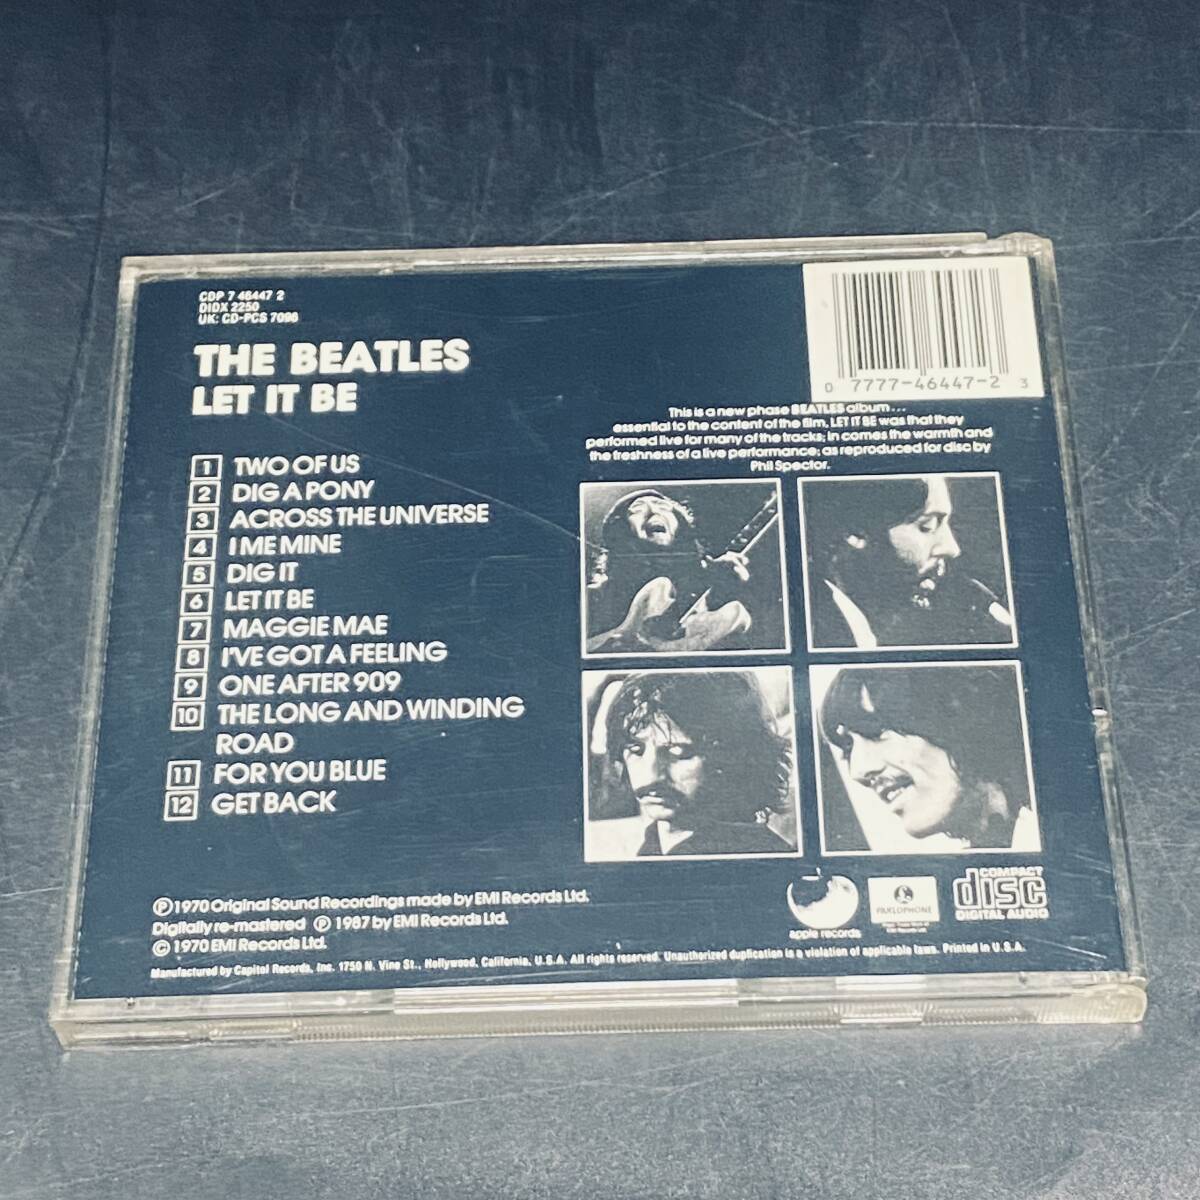 CDP 7 46447 2
DIDX 2250
UK: CD-PCS 7096
THE BEATLES
LET IT BE
1 TWO OF US
2 DIG A PONY
3 ACROSS THE UNIVERSE
4 I ME MINE
5 DIG IT
6 LET IT BE
7 MAGGIE MAE
8 I'VE GOT A FEELING
9 ONE AFTER 909
10 THE LONG AND WINDING
ROAD
11 FOR YOU BLUE
12 GET BACK
0 7777-46447-2 3
This is a new phase BEATLES album...
essential to the content of the film, LET IT BE was that they
performed live for many of the tracks; in comes the warmth and
the freshness of a live performance; as reproduced for disc by
Phil Spector.
℗ 1970 Original Sound Recordings made by EMI Records Ltd.
Digitally re-mastered ℗ 1987 by EMI Records Ltd.
© 1970 EMI Records Ltd.
apple records
PARLOPHONE
COMPACT
disc
DIGITAL AUDIO
Manufactured by Capitol Records, Inc. 1750 N. Vine St., Hollywood, California, U.S.A. All rights reserved. Unauthorized duplication is a violation of applicable laws. Printed in U.S.A.